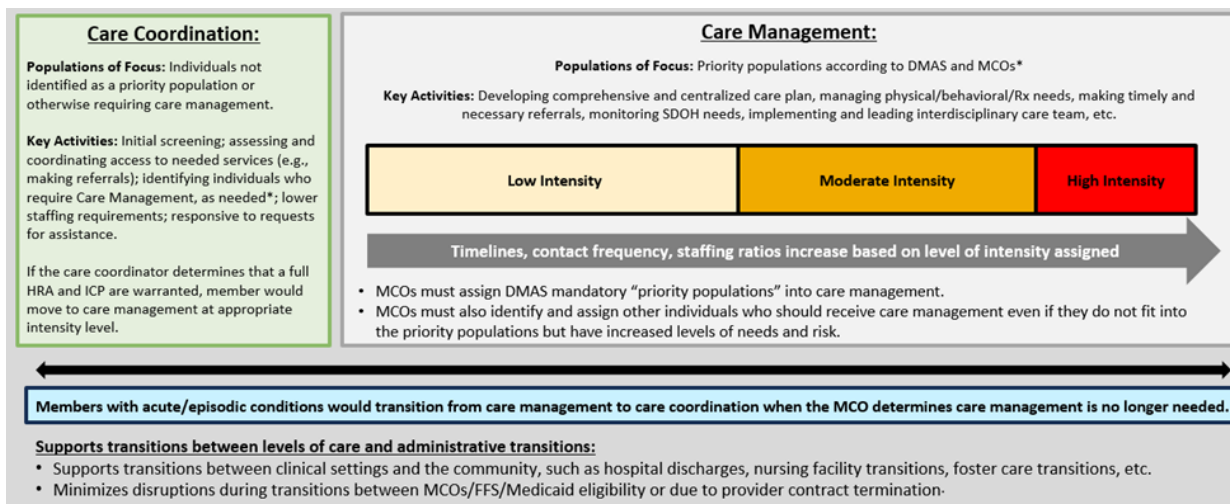 Care Coordination:
Populations of Focus: Individuals not
identified as a priority population or
otherwise requiring care management.
Key Activities: Initial screening; assessing and
coordinating access to needed services (e.g.,
making referrals); identifying individuals who
require Care Management, as needed*; lower
staffing requirements; responsive to requests
for assistance.
If the care coordinator determines that a full
HRA and ICP are warranted, member would
move to care management at appropriate
intensity level.
Care Management:
Populations of Focus: Priority populations according to DMAS and MCOs*
Key Activities: Developing comprehensive and centralized care plan, managing physical/behavioral/Rx needs, making timely and
necessary referrals, monitoring SDOH needs, implementing and leading interdisciplinary care team, etc.
Low Intensity
Moderate Intensity
High Intensity
Timelines, contact frequency, staffing ratios increase based on level of intensity assigned
• MCOs must assign DMAS mandatory “priority populations” into care management.
• MCOs must also identify and assign other individuals who should receive care management even if they do not fit into
the priority populations but have increased levels of needs and risk.
Members with acute/episodic conditions would transition from care management to care coordination when the MCO determines care management is no longer needed.
Supports transitions between levels of care and administrative transitions:
• Supports transitions between clinical settings and the community, such as hospital discharges, nursing facility transitions, foster care transitions, etc.
• Minimizes disruptions during transitions between MCOs/FFS/Medicaid eligibility or due to provider contract termination.